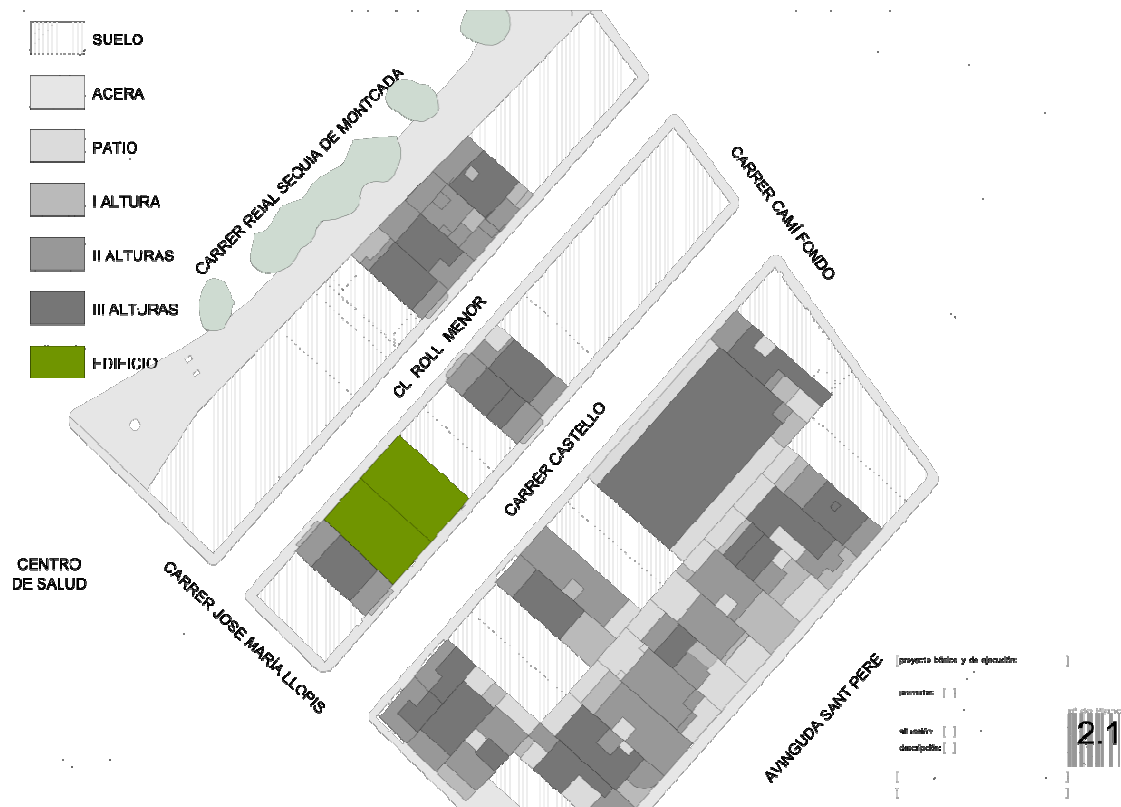 SUELO
ACERA
PATIO
I ALTURA
II ALTURAS
III ALTURAS
EDIFICIO
CARRER REIAL SEQUIA DE MONTCADA
CARRER CAMÍ FONDO
CL ROLL MENOR
CARRER CASTELLO
CENTRO
DE SALUD
CARRER JOSE MARÍA LLOPIS
AVINGUDA SANT PERE
[proyecto básico y de ejecución: ]
promotor: [ ]
situación: [ ]
descripción: [ ]
2.1
[ ]
[ ]